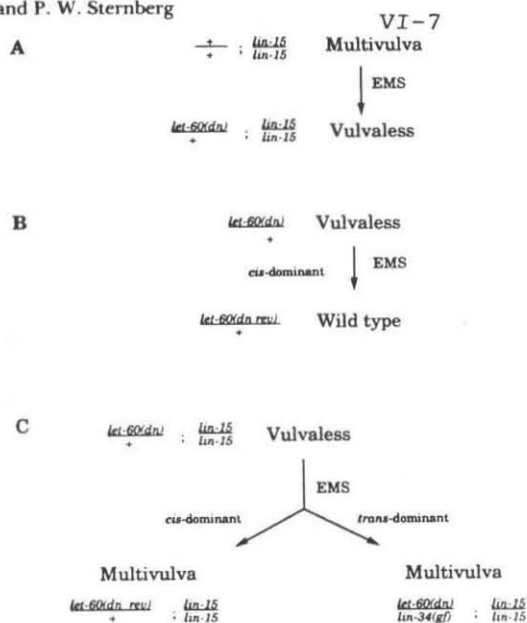 and P. W. Sternberg
VI-7
A
+ ; lin-15 Multivulva
+ lin-15
EMS
let-60(dn) ; lin-15 Vulvaless
+ lin-15
B
let-60(dn) Vulvaless
+
cis-dominant EMS
let-60(dn rev) Wild type
+
C
let-60(dn) ; lin-15 Vulvaless
+ lin-15
EMS
cis-dominant trans-dominant
Multivulva Multivulva
let-60(dn rev) ; lin-15 let-60(dn) ; lin-15
+ lin-15 lin-34(gf) lin-15